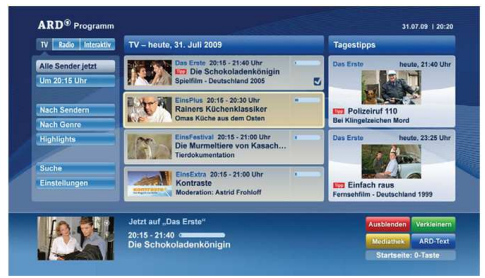 ARD® Programm
31.07.09 | 20:20
TV Radio Interaktiv
TV – heute, 31. Juli 2009
Tagestipps
Alle Sender jetzt
Um 20:15 Uhr
Nach Sendern
Nach Genre
Highlights
Suche
Einstellungen
Das Erste 20:15 - 21:40 Uhr
Tipp Die Schokoladenkönigin
Spielfilm - Deutschland 2005
EinsPlus 20:15 - 20:30 Uhr
Rainers Küchenklassiker
Omas Küche aus dem Osten
EinsFestival 20:15 - 21:00 Uhr
Die Murmeltiere von Kasach...
Tierdokumentation
EinsExtra 20:15 - 21:00 Uhr
Kontraste
Moderation: Astrid Frohloff
Das Erste heute, 21:40 Uhr
Tipp Polizeiruf 110
Bei Klingelzeichen Mord
Das Erste heute, 23:25 Uhr
Tipp Einfach raus
Fernsehfilm - Deutschland 1999
Jetzt auf „Das Erste“
20:15 - 21:40
Die Schokoladenkönigin
Ausblenden Verkleinern
Mediathek ARD-Text
Startseite: 0-Taste